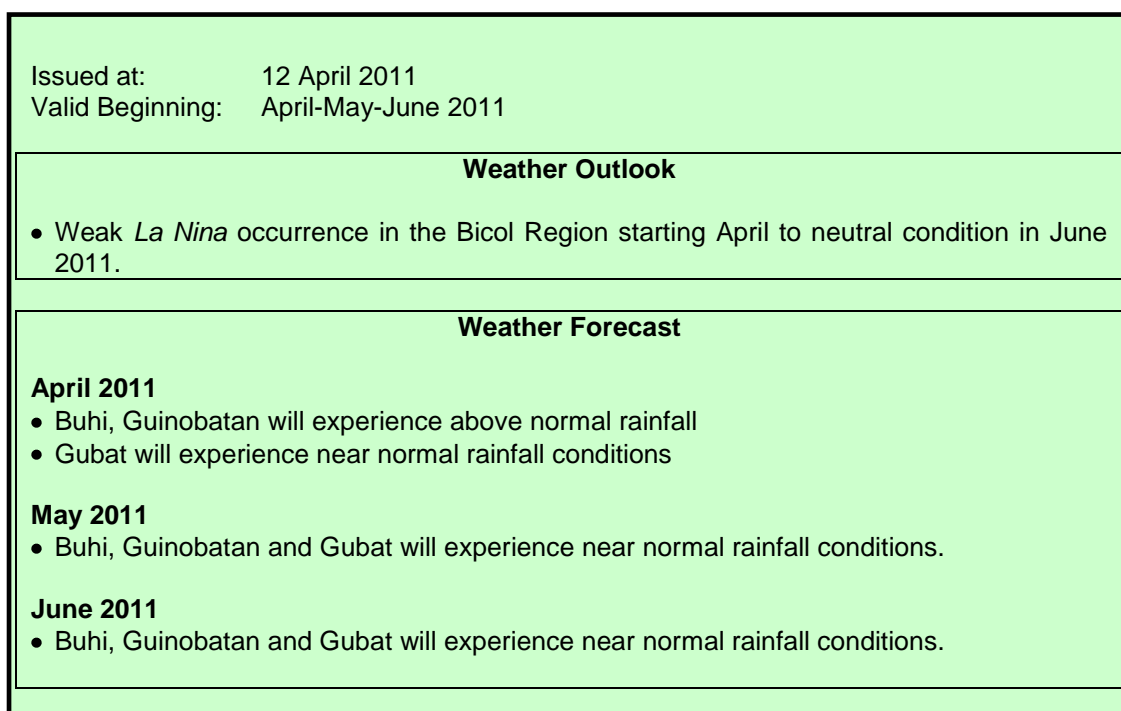 Issued at: 12 April 2011
Valid Beginning: April-May-June 2011
Weather Outlook
• Weak La Nina occurrence in the Bicol Region starting April to neutral condition in June
2011.
Weather Forecast
April 2011
• Buhi, Guinobatan will experience above normal rainfall
• Gubat will experience near normal rainfall conditions
May 2011
• Buhi, Guinobatan and Gubat will experience near normal rainfall conditions.
June 2011
• Buhi, Guinobatan and Gubat will experience near normal rainfall conditions.